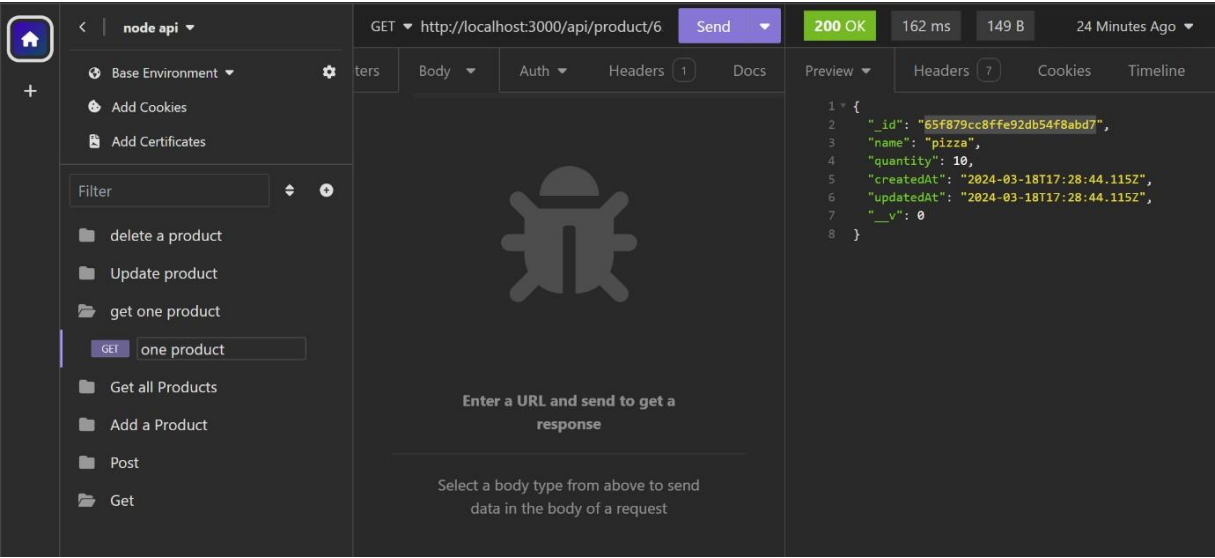 node api
Base Environment
Add Cookies
Add Certificates
Filter
delete a product
Update product
get one product
GET one product
Get all Products
Add a Product
Post
Get
GET http://localhost:3000/api/product/6 Send
ters Body Auth Headers 1 Docs
Enter a URL and send to get a
response
Select a body type from above to send
data in the body of a request
200 OK 162 ms 149 B 24 Minutes Ago
Preview Headers 7 Cookies Timeline
1 {
2 "_id": "65f879cc8ffe92db54f8abd7",
3 "name": "pizza",
4 "quantity": 10,
5 "createdAt": "2024-03-18T17:28:44.115Z",
6 "updatedAt": "2024-03-18T17:28:44.115Z",
7 "__v": 0
8 }